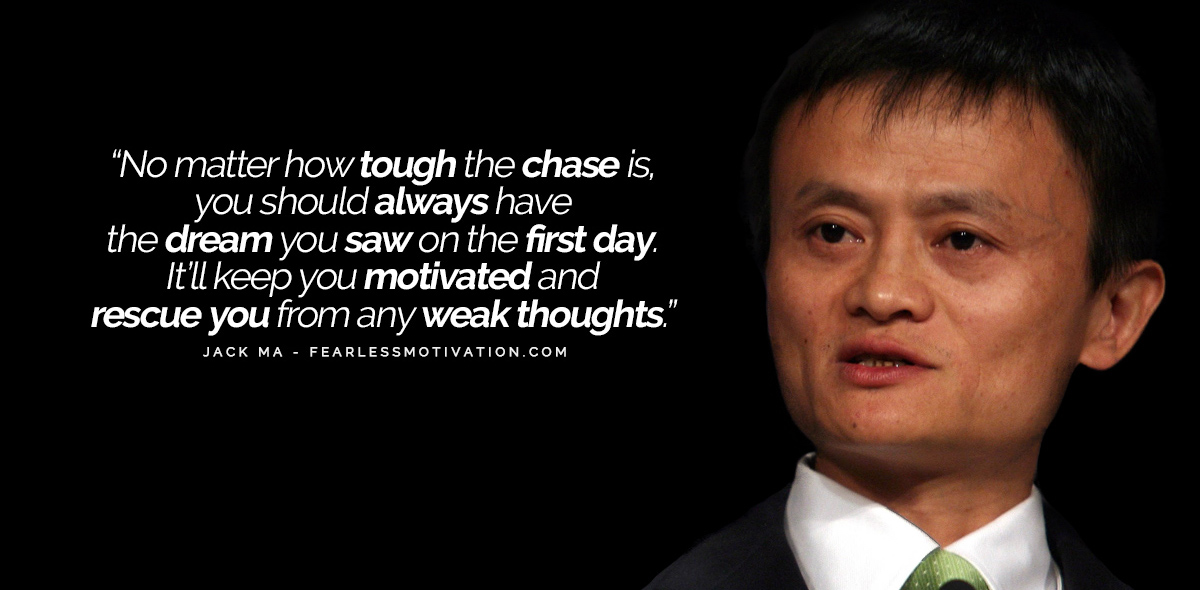 “No matter how tough the chase is,
you should always have
the dream you saw on the first day.
It’ll keep you motivated and
rescue you from any weak thoughts.”
JACK MA - FEARLESSMOTIVATION.COM